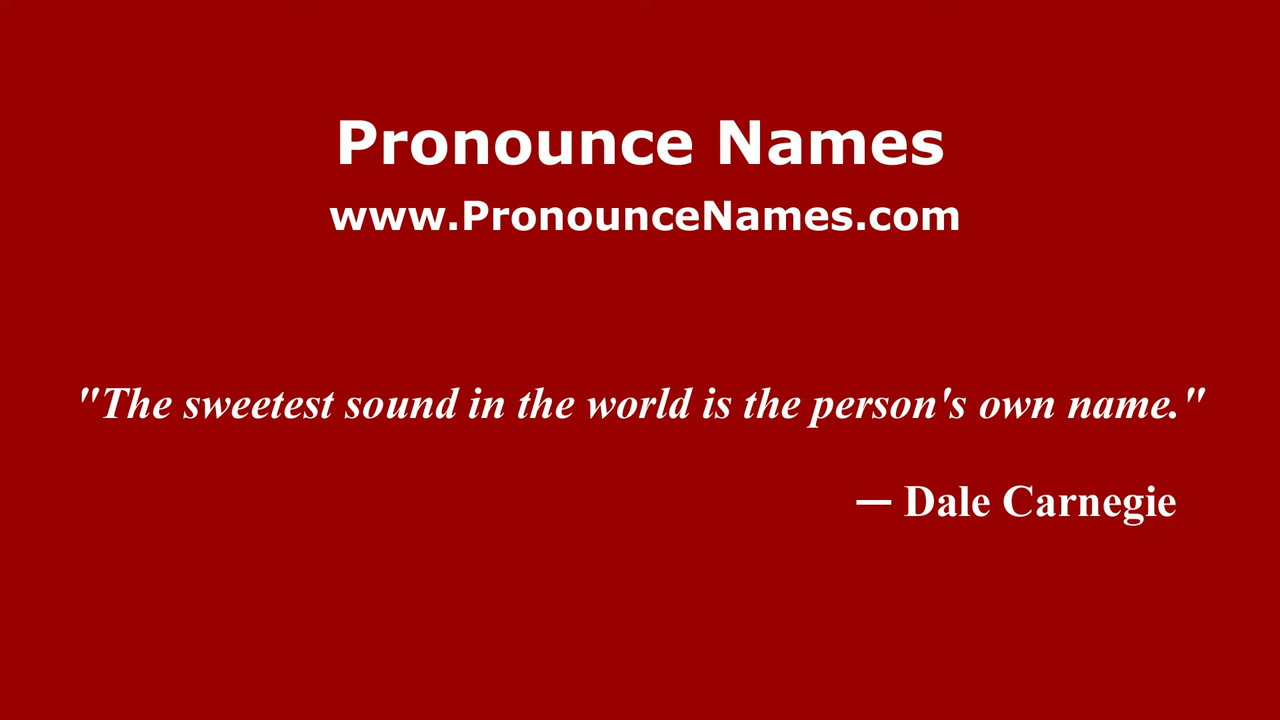 Pronounce Names
www.PronounceNames.com
"The sweetest sound in the world is the person's own name."
— Dale Carnegie